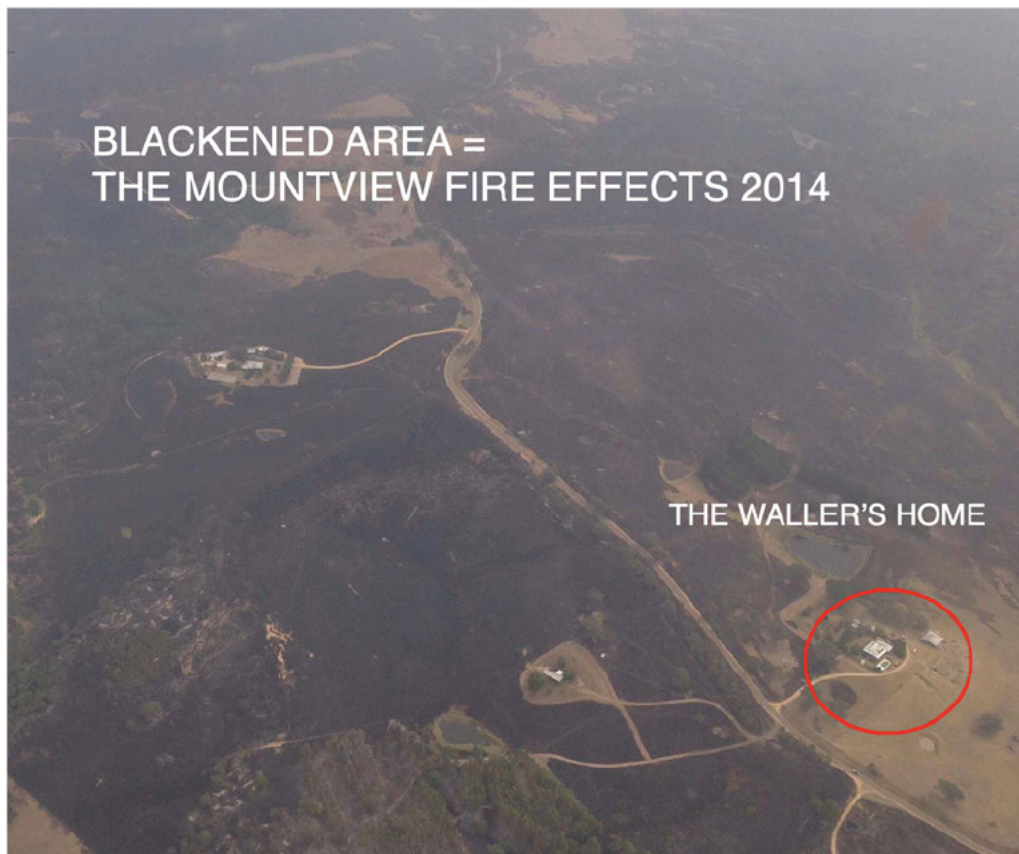 BLACKENED AREA =
THE MOUNTVIEW FIRE EFFECTS 2014
THE WALLER'S HOME